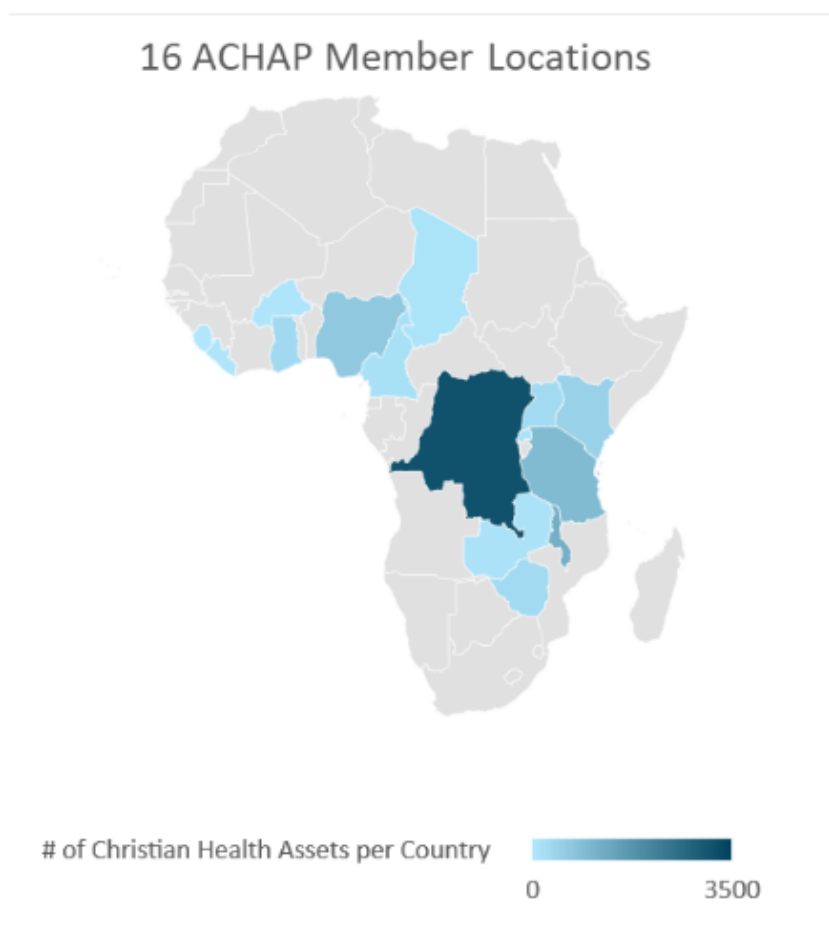 16 ACHAP Member Locations
# of Christian Health Assets per Country
0
3500